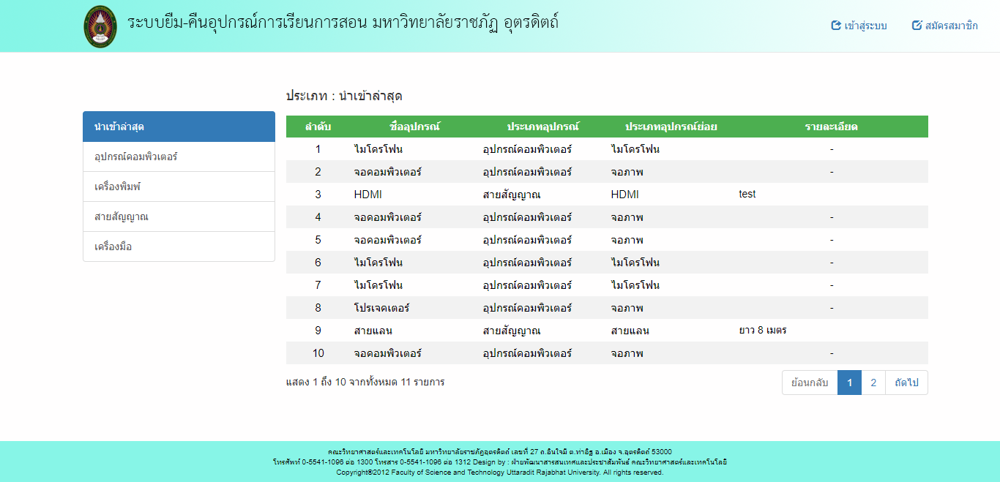 ระบบยืม-คืนอุปกรณ์การเรียนการสอน มหาวิทยาลัยราชภัฏ อุตรดิตถ์
เข้าสู่ระบบ สมัครสมาชิก
นำเข้าล่าสุด
อุปกรณ์คอมพิวเตอร์
เครื่องพิมพ์
สายสัญญาณ
เครื่องมือ
ประเภท : นำเข้าล่าสุด
ลำดับ ชื่ออุปกรณ์ ประเภทอุปกรณ์ ประเภทอุปกรณ์ย่อย รายละเอียด
1 ไมโครโฟน อุปกรณ์คอมพิวเตอร์ ไมโครโฟน -
2 จอคอมพิวเตอร์ อุปกรณ์คอมพิวเตอร์ จอภาพ -
3 HDMI สายสัญญาณ HDMI test
4 จอคอมพิวเตอร์ อุปกรณ์คอมพิวเตอร์ จอภาพ -
5 จอคอมพิวเตอร์ อุปกรณ์คอมพิวเตอร์ จอภาพ -
6 ไมโครโฟน อุปกรณ์คอมพิวเตอร์ ไมโครโฟน -
7 ไมโครโฟน อุปกรณ์คอมพิวเตอร์ ไมโครโฟน -
8 โปรเจคเตอร์ อุปกรณ์คอมพิวเตอร์ จอภาพ -
9 สายแลน สายสัญญาณ สายแลน ยาว 8 เมตร
10 จอคอมพิวเตอร์ อุปกรณ์คอมพิวเตอร์ จอภาพ -
แสดง 1 ถึง 10 จากทั้งหมด 11 รายการ
ย้อนกลับ 1 2 ถัดไป
คณะวิทยาศาสตร์และเทคโนโลยี มหาวิทยาลัยราชภัฏอุตรดิตถ์ เลขที่ 27 ถ.อินใจมี ต.ท่าอิฐ อ.เมือง จ.อุตรดิตถ์ 53000
โทรศัพท์ 0-5541-1096 ต่อ 1300 โทรสาร 0-5541-1096 ต่อ 1312 Design by : ฝ่ายพัฒนาสารสนเทศและประชาสัมพันธ์ คณะวิทยาศาสตร์และเทคโนโลยี
Copyright©2012 Faculty of Science and Technology Uttaradit Rajabhat University. All rights reserved.